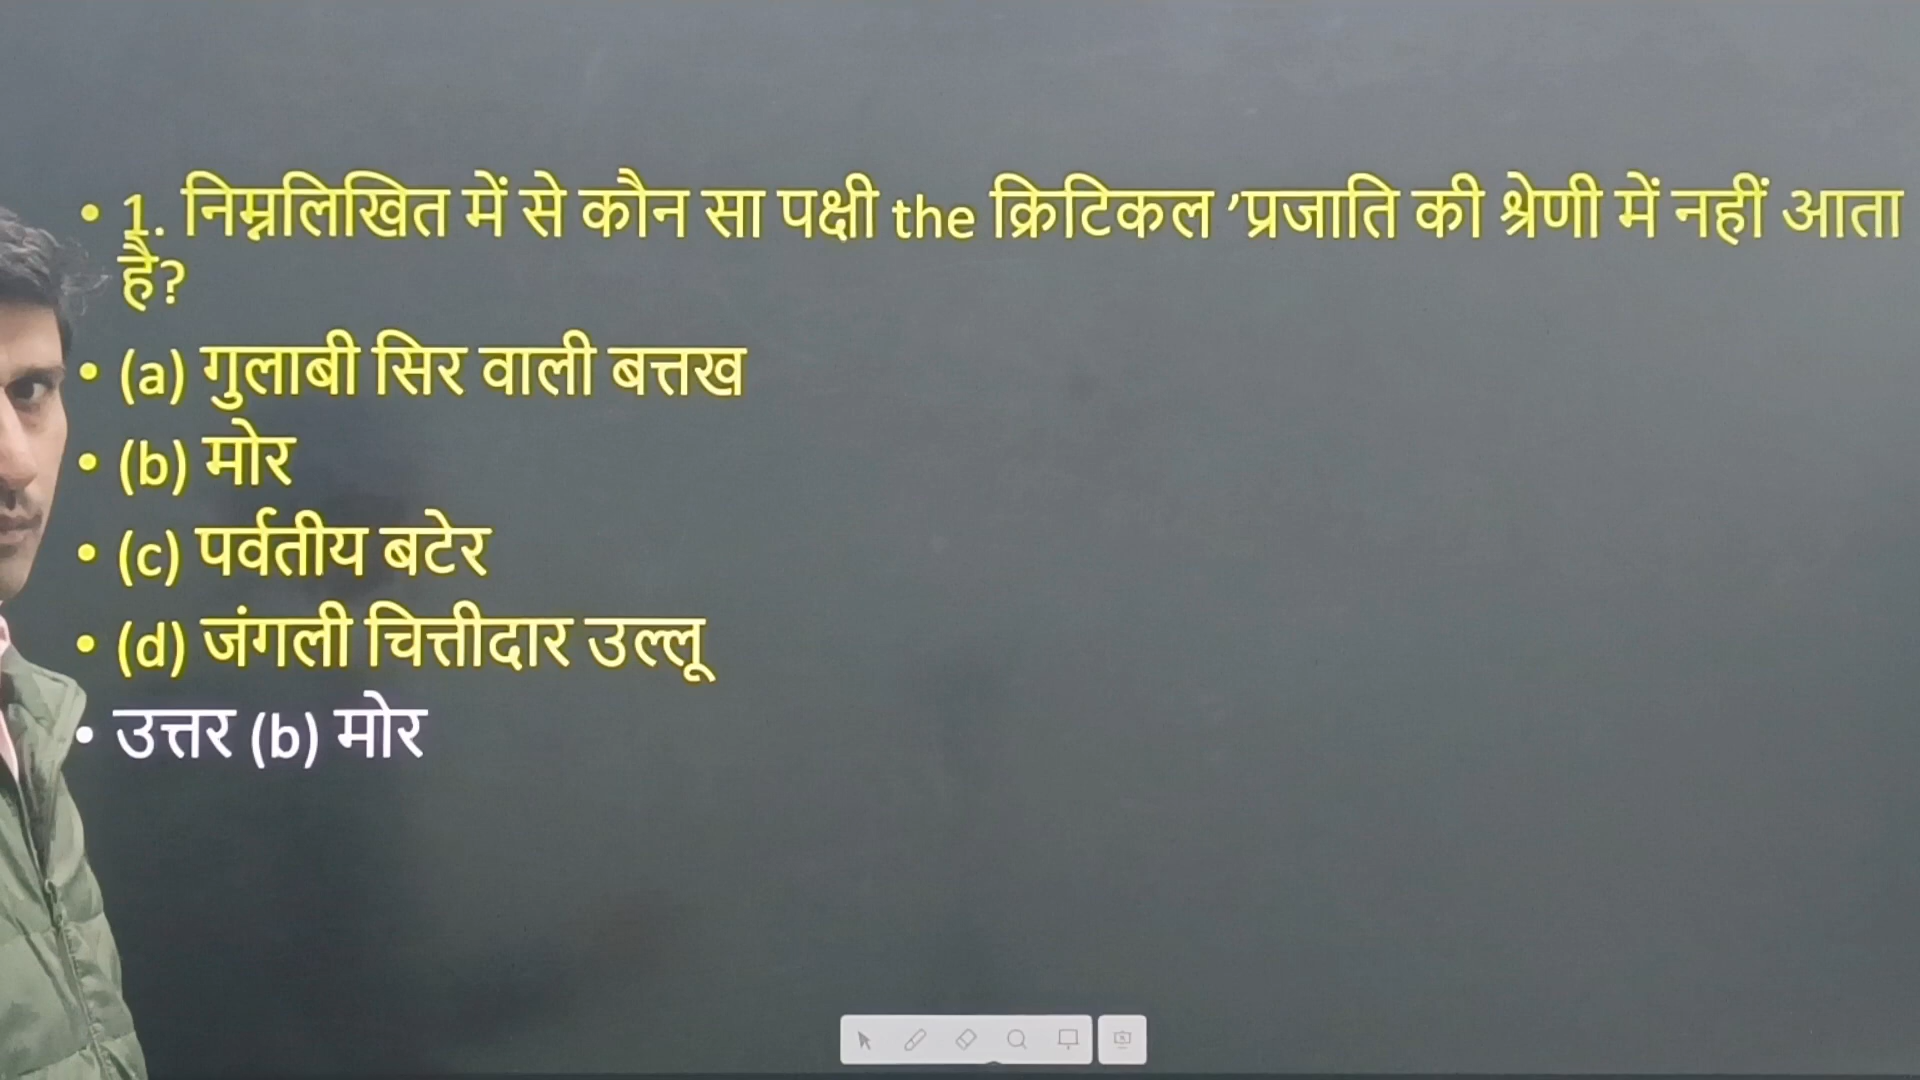 • 1. निम्नलिखित में से कौन सा पक्षी the क्रिटिकल ’प्रजाति की श्रेणी में नहीं आता
है?
• (a) गुलाबी सिर वाली बत्तख
• (b) मोर
• (c) पर्वतीय बटेर
• (d) जंगली चित्तीदार उल्लू
• उत्तर (b) मोर